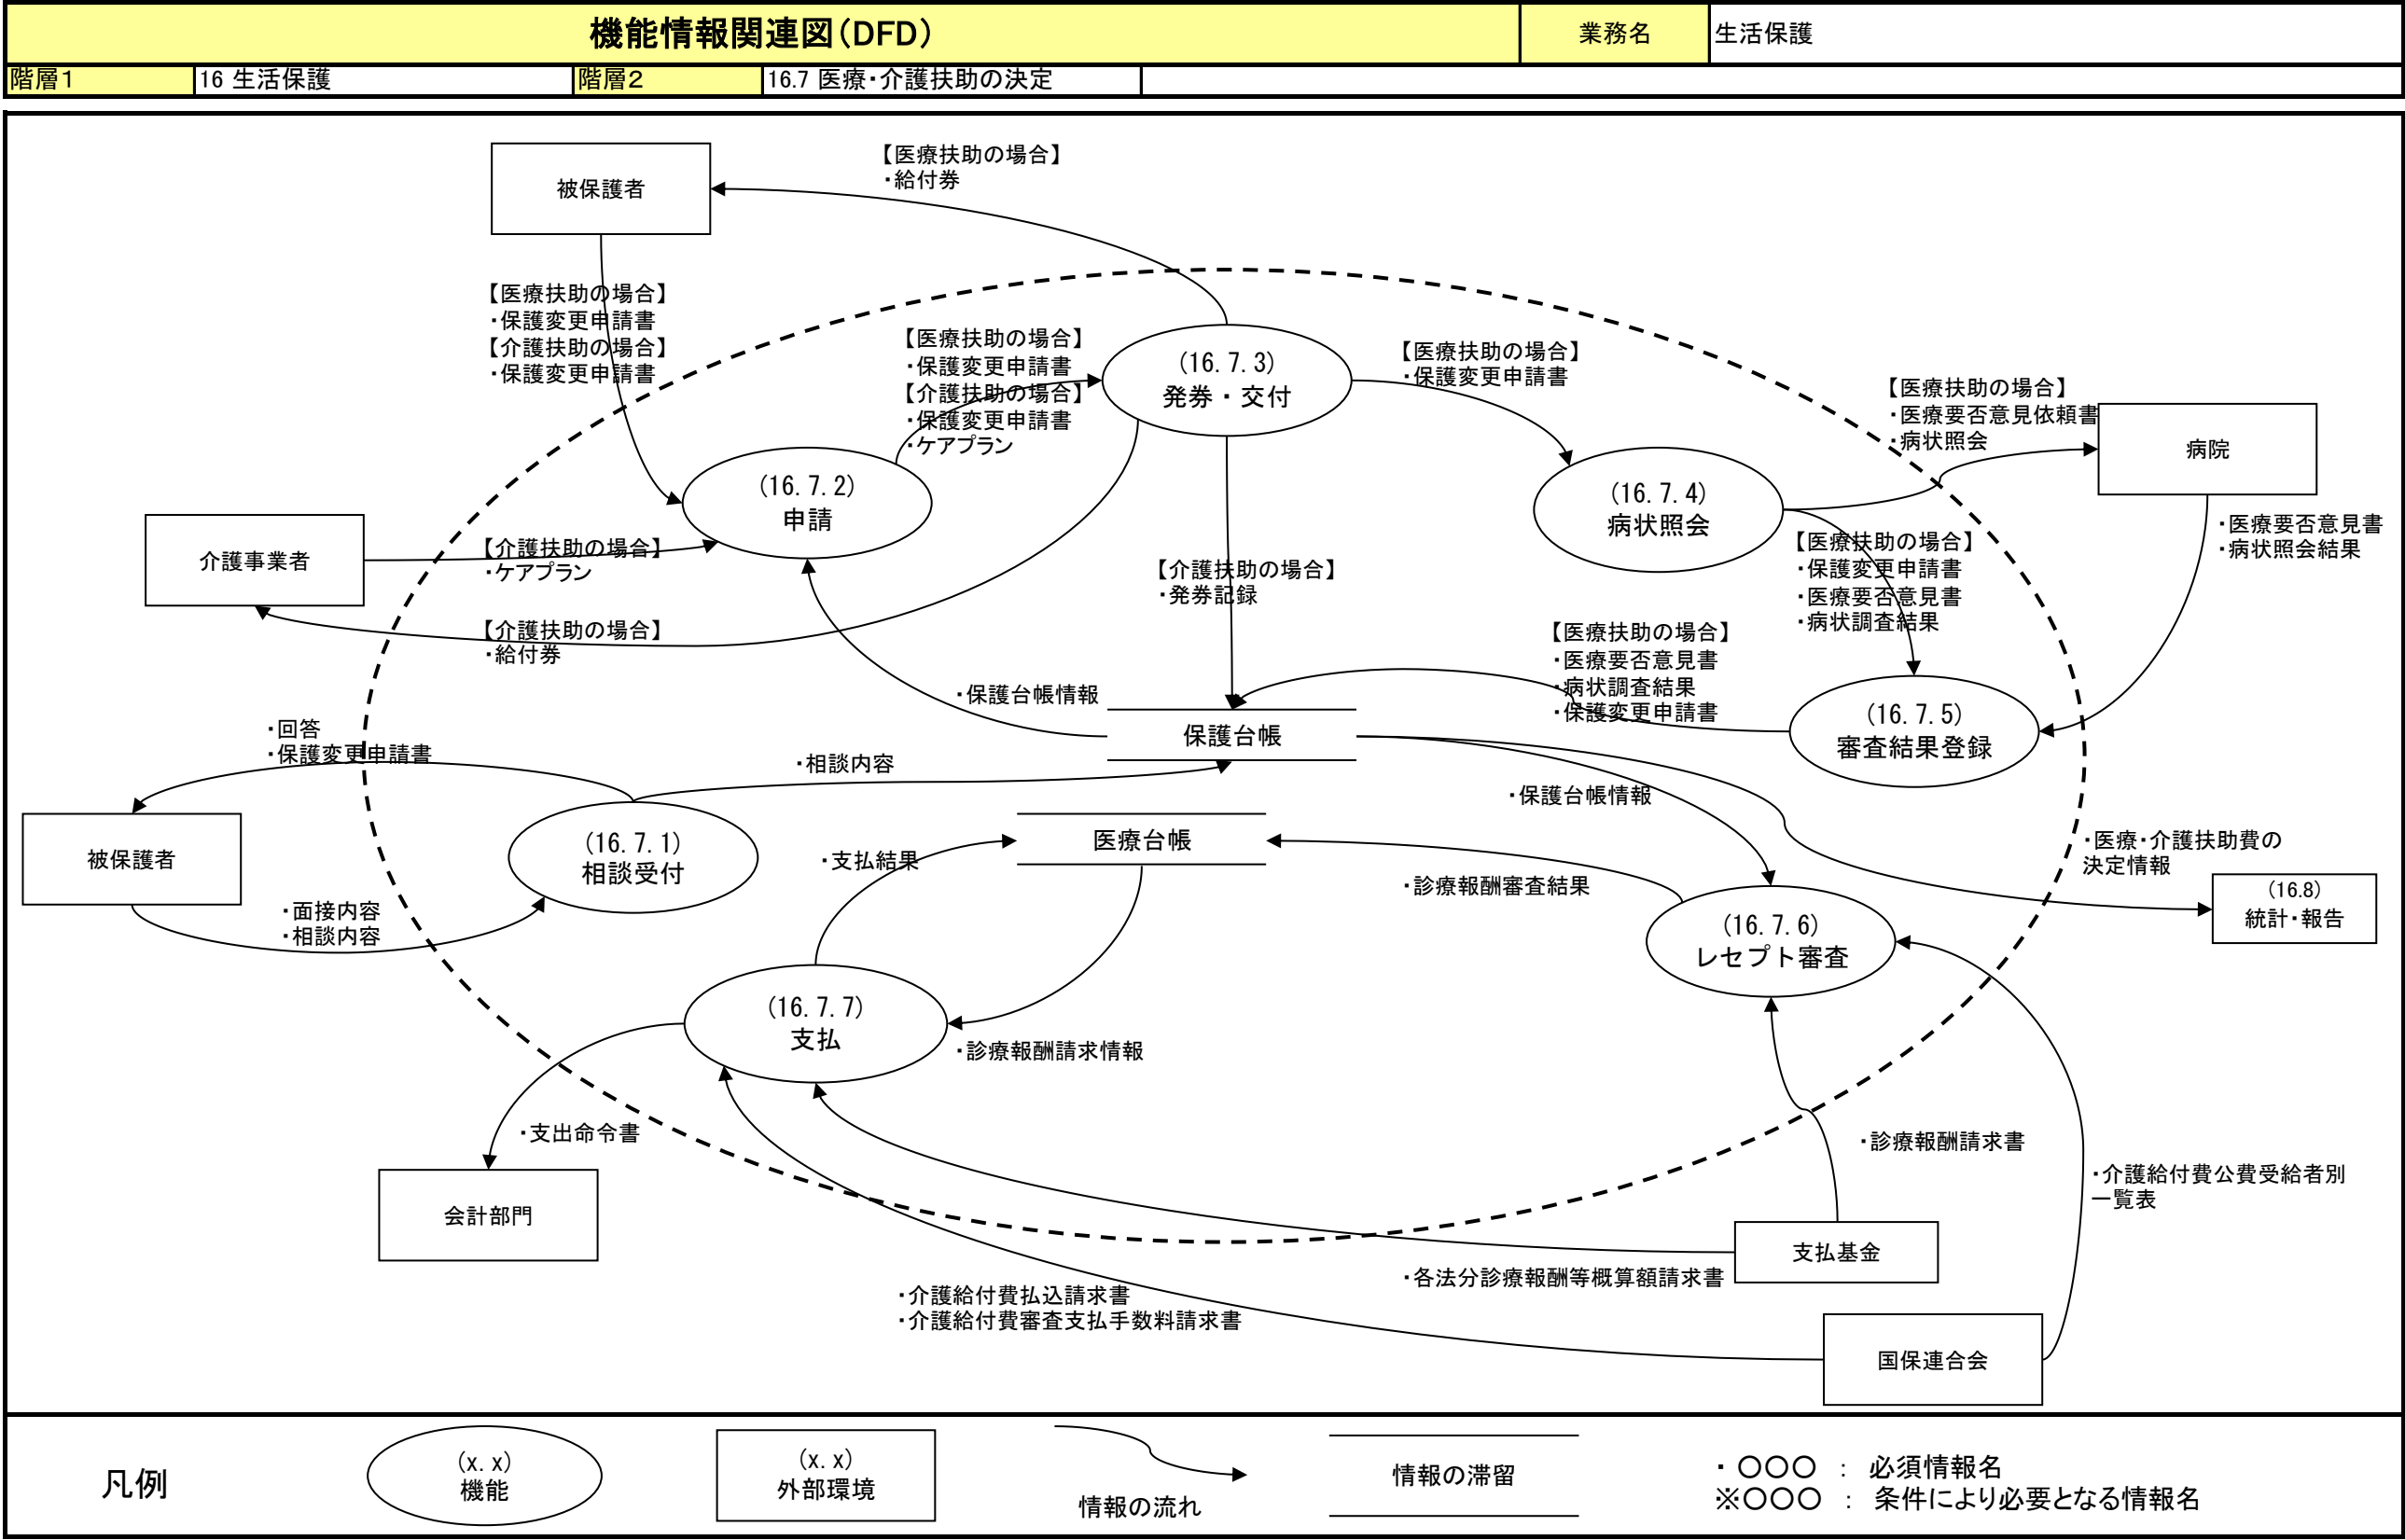 機能情報関連図(DFD)
業務名
生活保護
階層1
16 生活保護
階層2
16.7 医療・介護扶助の決定
被保護者
【医療扶助の場合】
・給付券
【医療扶助の場合】
・保護変更申請書
【介護扶助の場合】
・保護変更申請書
【医療扶助の場合】
・保護変更申請書
【介護扶助の場合】
・保護変更申請書
・ケアプラン
(16.7.3)
発券・交付
【医療扶助の場合】
・保護変更申請書
【医療扶助の場合】
・医療要否意見依頼書
・病状照会
病院
(16.7.2)
申請
(16.7.4)
病状照会
・医療要否意見書
・病状照会結果
介護事業者
【介護扶助の場合】
・ケアプラン
【介護扶助の場合】
・発券記録
【医療扶助の場合】
・保護変更申請書
・医療要否意見書
・病状調査結果
【介護扶助の場合】
・給付券
【医療扶助の場合】
・医療要否意見書
・病状調査結果
・保護変更申請書
・保護台帳情報
保護台帳
(16.7.5)
審査結果登録
・回答
・保護変更申請書
・相談内容
・保護台帳情報
被保護者
(16.7.1)
相談受付
・支払結果
医療台帳
・診療報酬審査結果
・医療・介護扶助費の
決定情報
(16.8)
統計・報告
・面接内容
・相談内容
(16.7.6)
レセプト審査
(16.7.7)
支払
・診療報酬請求情報
・支出命令書
・診療報酬請求書
・介護給付費公費受給者別
一覧表
会計部門
支払基金
・各法分診療報酬等概算額請求書
・介護給付費払込請求書
・介護給付費審査支払手数料請求書
国保連合会
凡例
(x.x)
機能
(x.x)
外部環境
情報の流れ
情報の滞留
・ 〇〇〇 : 必須情報名
※〇〇〇 : 条件により必要となる情報名